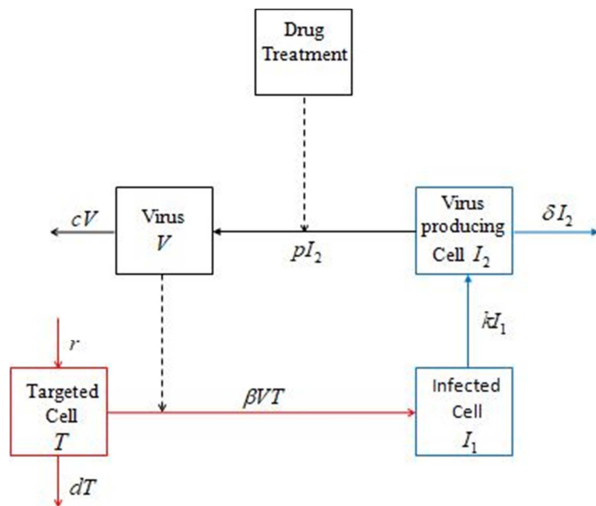 Drug
Treatment
cV
Virus
V
pI₂
Virus
producing
Cell I₂
δI₂
kI₁
r
Targeted
Cell
T
βVT
Infected
Cell
I₁
dT